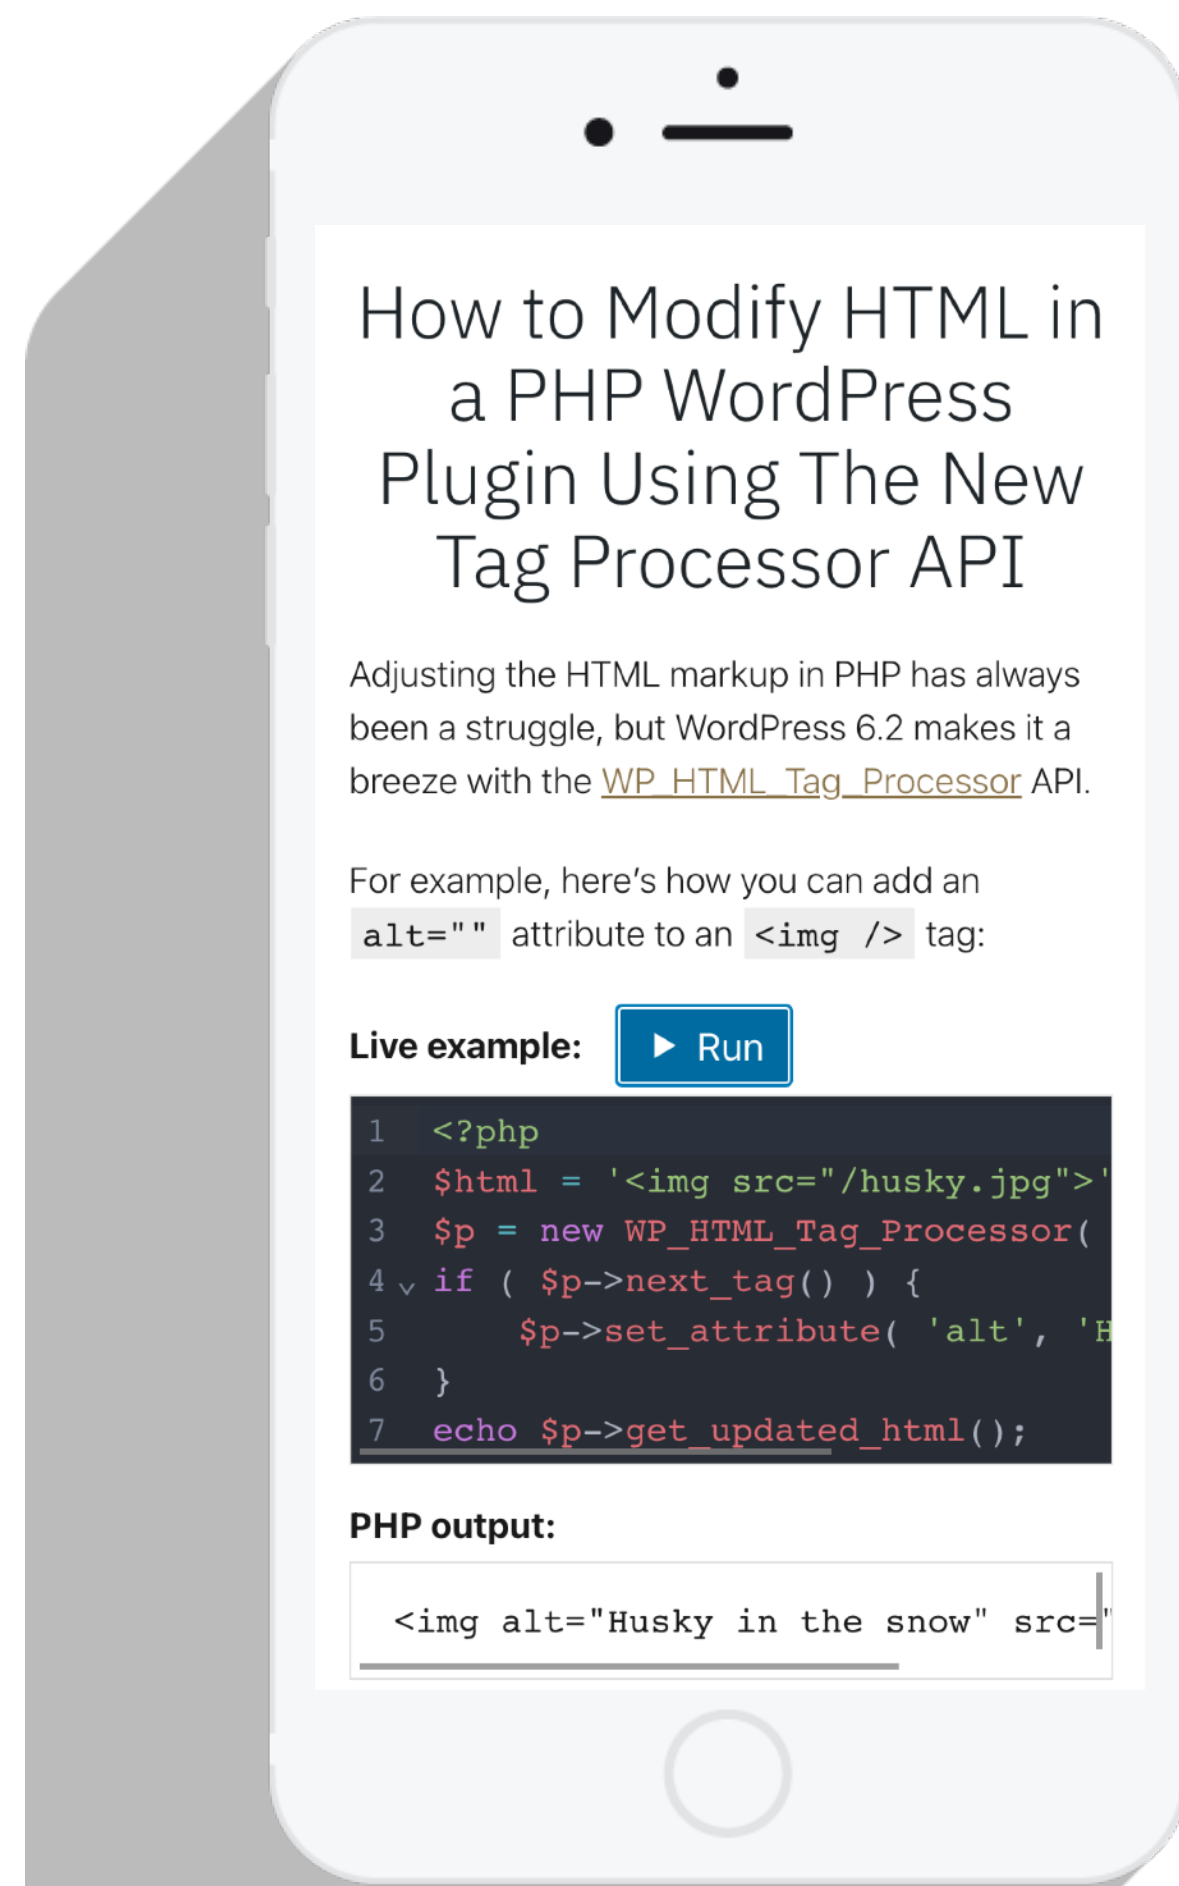 How to Modify HTML in
a PHP WordPress
Plugin Using The New
Tag Processor API
Adjusting the HTML markup in PHP has always
been a struggle, but WordPress 6.2 makes it a
breeze with the WP_HTML_Tag_Processor API.
For example, here's how you can add an
alt="" attribute to an <img /> tag:
Live example: Run
1 <?php
2 $html = '<img src="/husky.jpg">'
3 $p = new WP_HTML_Tag_Processor(
4 if ( $p->next_tag() ) {
5     $p->set_attribute( 'alt', 'H
6 }
7 echo $p->get_updated_html();
PHP output:
<img alt="Husky in the snow" src="